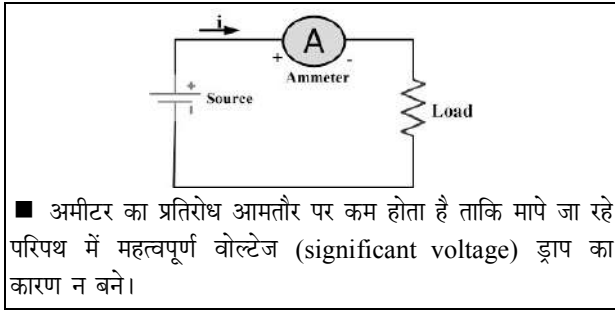 i
A
+ -
Ammeter
+
Source
-
Load
■ अमीटर का प्रतिरोध आमतौर पर कम होता है ताकि मापे जा रहे
परिपथ में महत्वपूर्ण वोल्टेज (significant voltage) ड्राप का
कारण न बने।